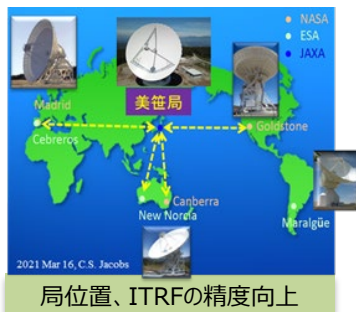 NASA
ESA
JAXA
Madrid
美笹局
Goldstone
Cebreros
Canberra
New Norcia
Maralgüe
2021 Mar 16, C.S. Jacobs
局位置、ITRFの精度向上